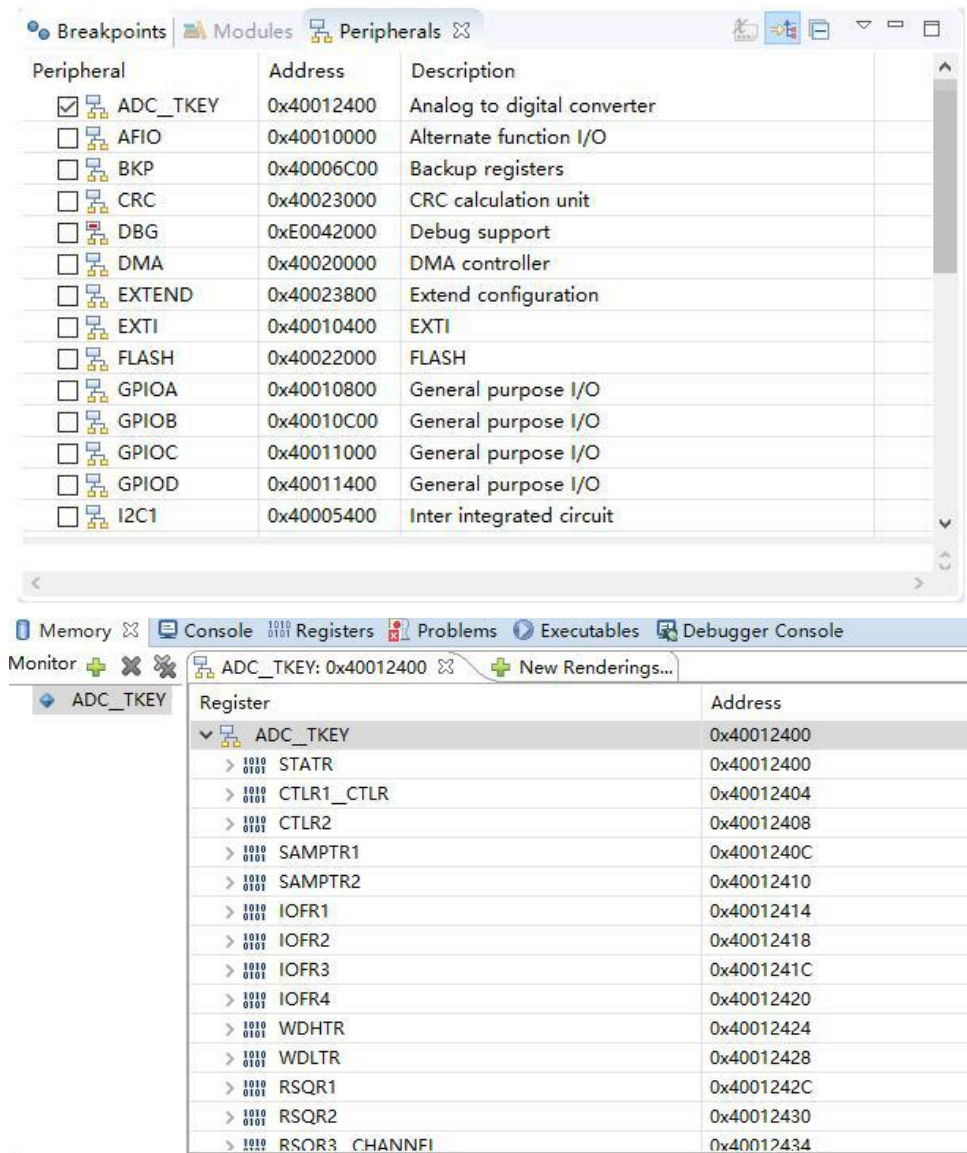 Breakpoints Modules Peripherals
Peripheral Address Description
ADC_TKEY 0x40012400 Analog to digital converter
AFIO 0x40010000 Alternate function I/O
BKP 0x40006C00 Backup registers
CRC 0x40023000 CRC calculation unit
DBG 0xE0042000 Debug support
DMA 0x40020000 DMA controller
EXTEND 0x40023800 Extend configuration
EXTI 0x40010400 EXTI
FLASH 0x40022000 FLASH
GPIOA 0x40010800 General purpose I/O
GPIOB 0x40010C00 General purpose I/O
GPIOC 0x40011000 General purpose I/O
GPIOD 0x40011400 General purpose I/O
I2C1 0x40005400 Inter integrated circuit
Memory Console Registers Problems Executables Debugger Console
Monitor ADC_TKEY: 0x40012400 New Renderings...
ADC_TKEY Register Address
ADC_TKEY 0x40012400
STATR 0x40012400
CTLR1_CTLR 0x40012404
CTLR2 0x40012408
SAMPTR1 0x4001240C
SAMPTR2 0x40012410
IOFR1 0x40012414
IOFR2 0x40012418
IOFR3 0x4001241C
IOFR4 0x40012420
WDHTR 0x40012424
WDLTR 0x40012428
RSQR1 0x4001242C
RSQR2 0x40012430
RSQR3_CHANNEL 0x40012434